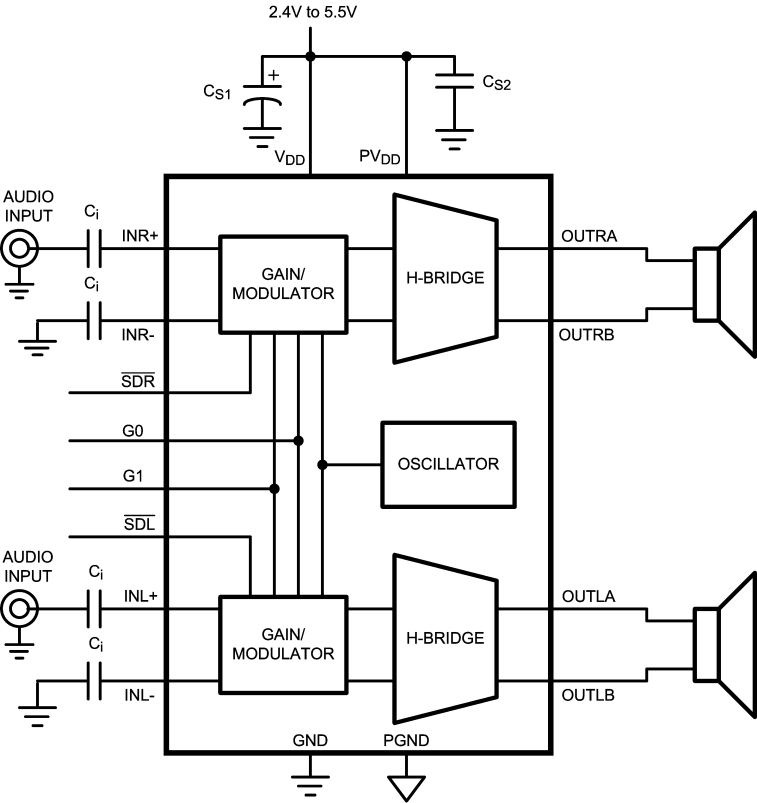 2.4V to 5.5V
+
CS1
CS2
VDD
PVDD
AUDIO
INPUT
Ci
INR+
OUTRA
GAIN/
MODULATOR
H-BRIDGE
Ci
INR-
OUTRB
SDR
G0
G1
OSCILLATOR
SDL
AUDIO
INPUT
Ci
INL+
OUTLA
GAIN/
MODULATOR
H-BRIDGE
Ci
INL-
OUTLB
GND
PGND